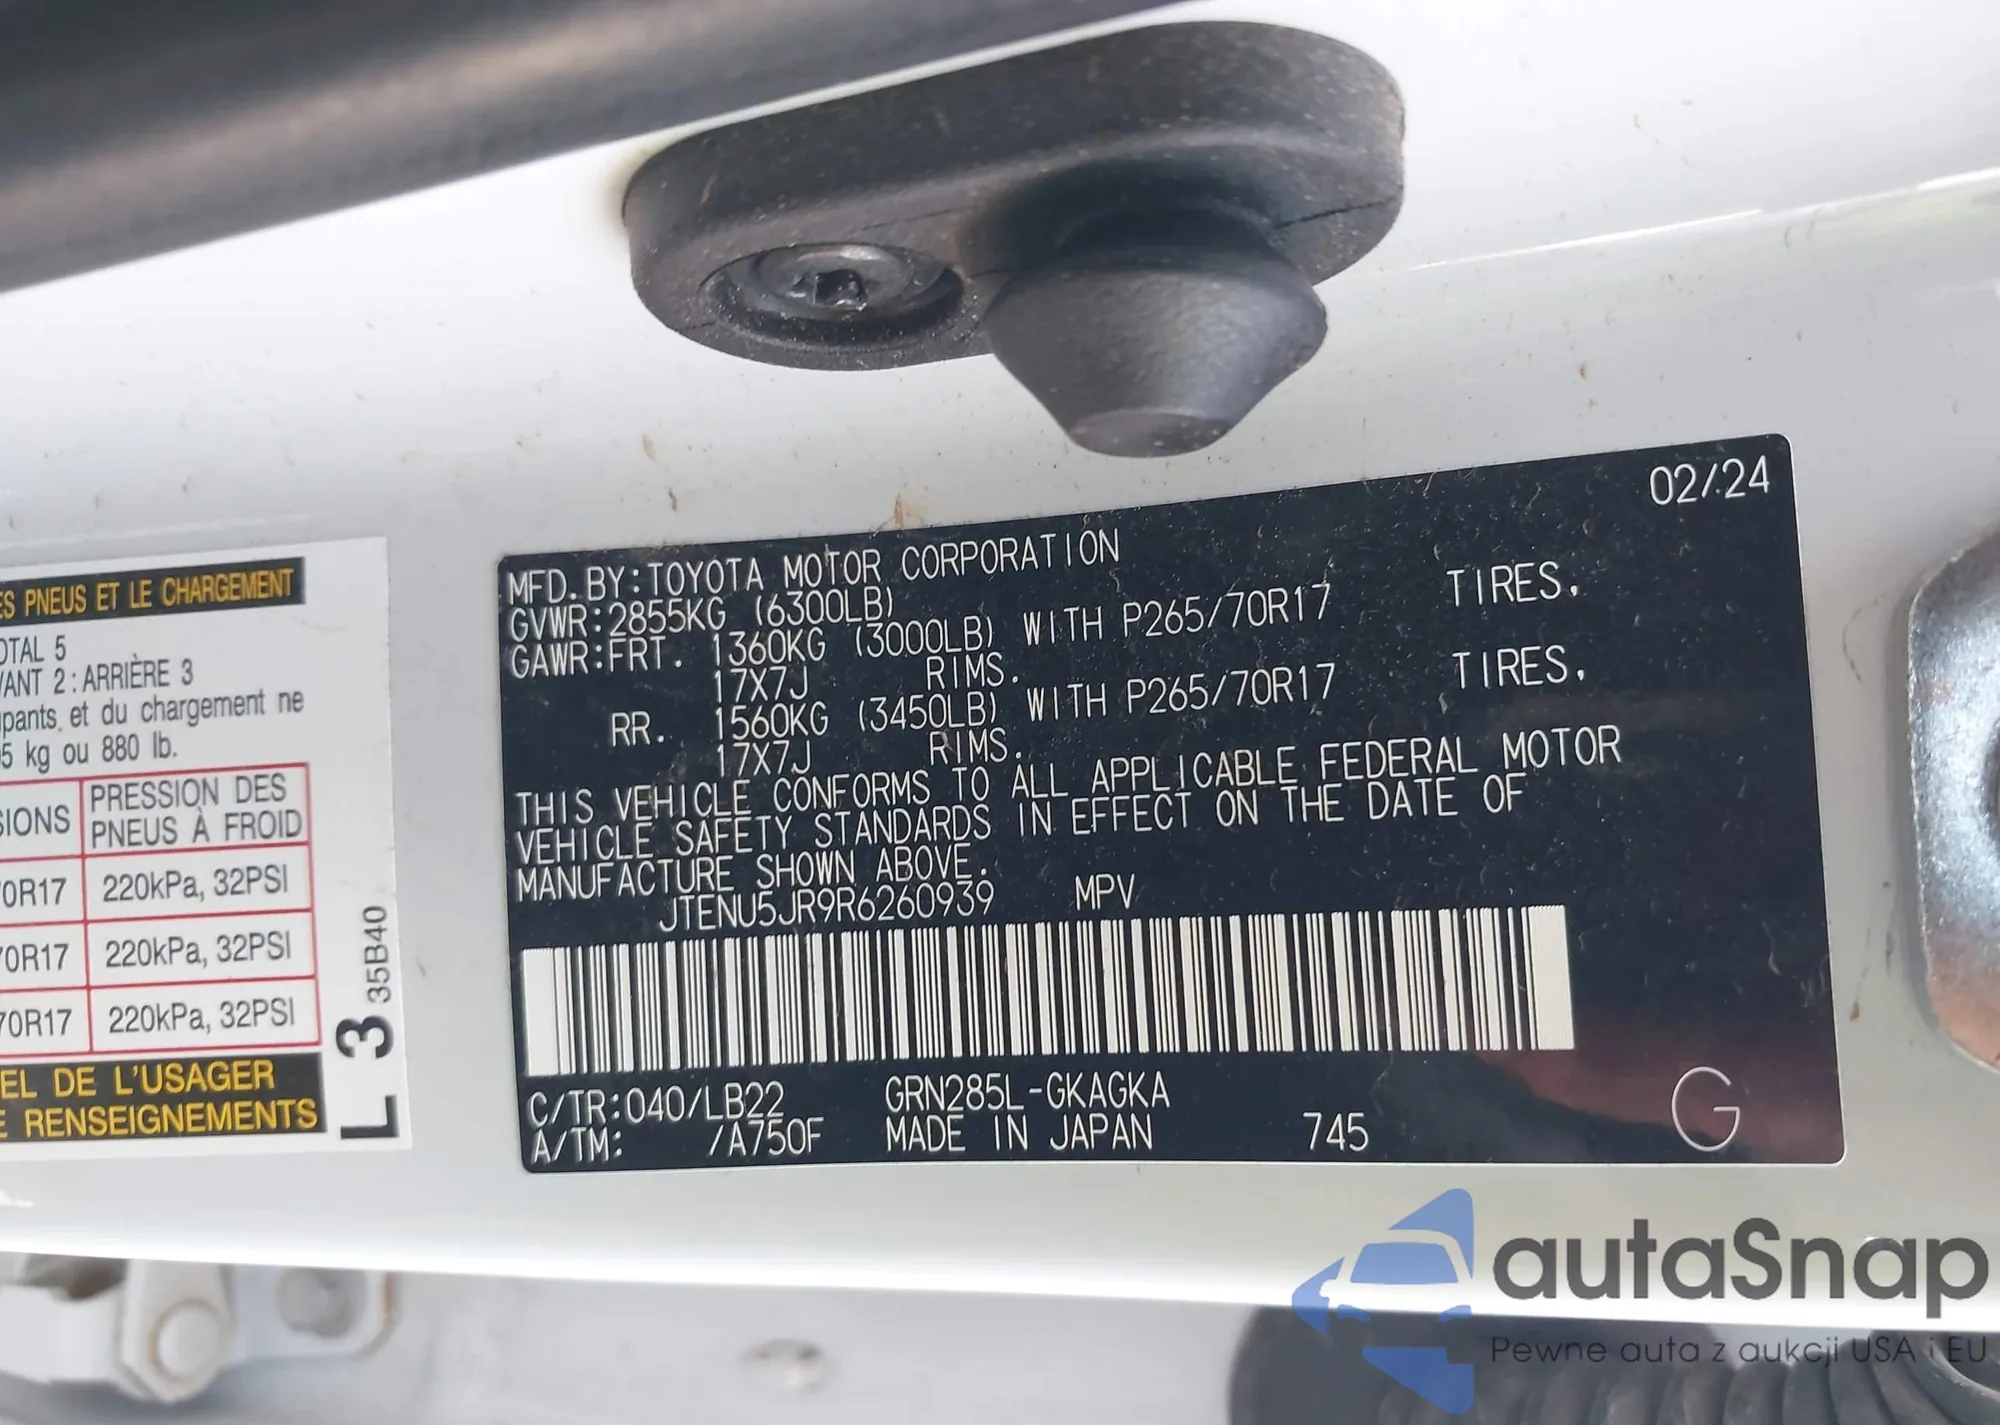 ES PNEUS ET LE CHARGEMENT
OTAL 5
VANT 2 : ARRIÈRE 3
pants et du chargement ne
5 kg ou 880 lb.
SIONS PRESSION DES
PNEUS À FROID
70R17 220kPa, 32PSI
70R17 220kPa, 32PSI
70R17 220kPa, 32PSI
EL DE L'USAGER
E RENSEIGNEMENTS
L 3 35B40
02/24
MFD. BY: TOYOTA MOTOR CORPORATION
GVWR: 2855KG (6300LB)
GAWR: FRT. 1360KG (3000LB) WITH P265/70R17 TIRES.
17X7J RIMS.
RR. 1560KG (3450LB) WITH P265/70R17 TIRES.
17X7J RIMS.
THIS VEHICLE CONFORMS TO ALL APPLICABLE FEDERAL MOTOR
VEHICLE SAFETY STANDARDS IN EFFECT ON THE DATE OF
MANUFACTURE SHOWN ABOVE.
JTENU5JR9R6260939 MPV
C/TR: 040/LB22 GRN285L-GKAGKA
A/TM: /A750F MADE IN JAPAN 745
G
autaSnap
Pewne auta z aukcji USA i EU